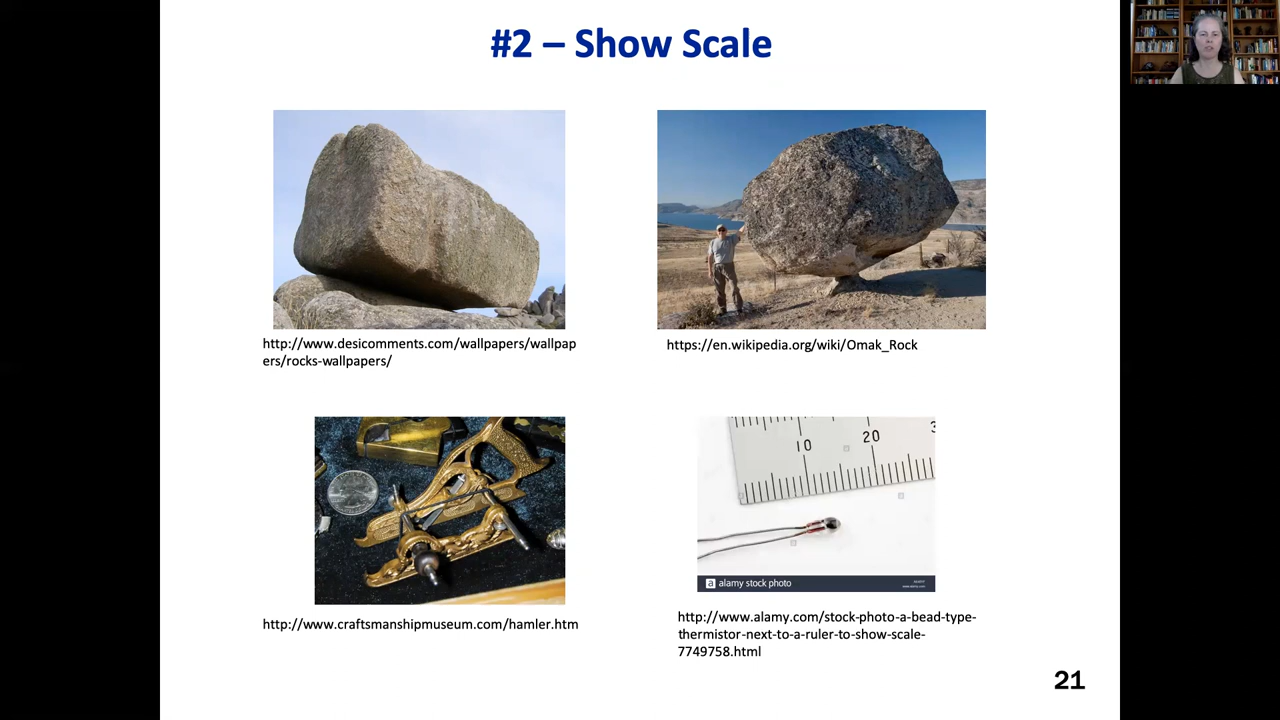 #2 – Show Scale
http://www.desicomments.com/wallpapers/wallpap
ers/rocks-wallpapers/
https://en.wikipedia.org/wiki/Omak_Rock
10
20
3
a alamy stock photo
http://www.craftsmanshipmuseum.com/hamler.htm
http://www.alamy.com/stock-photo-a-bead-type-
thermistor-next-to-a-ruler-to-show-scale-
7749758.html
21